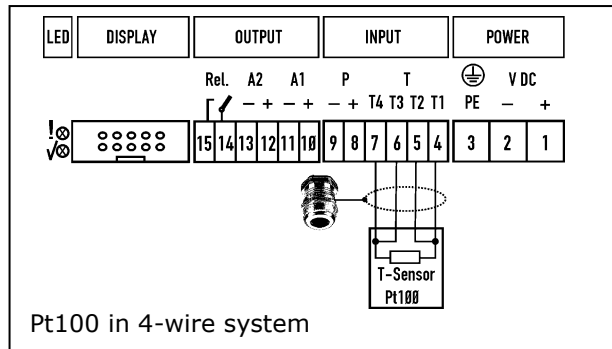 LED DISPLAY OUTPUT INPUT POWER
Rel. A2 A1 P T V DC
− + − + − + T4 T3 T2 T1 PE − +
15 14 13 12 11 10 9 8 7 6 5 4 3 2 1
!
√
T-Sensor
Pt100
Pt100 in 4-wire system